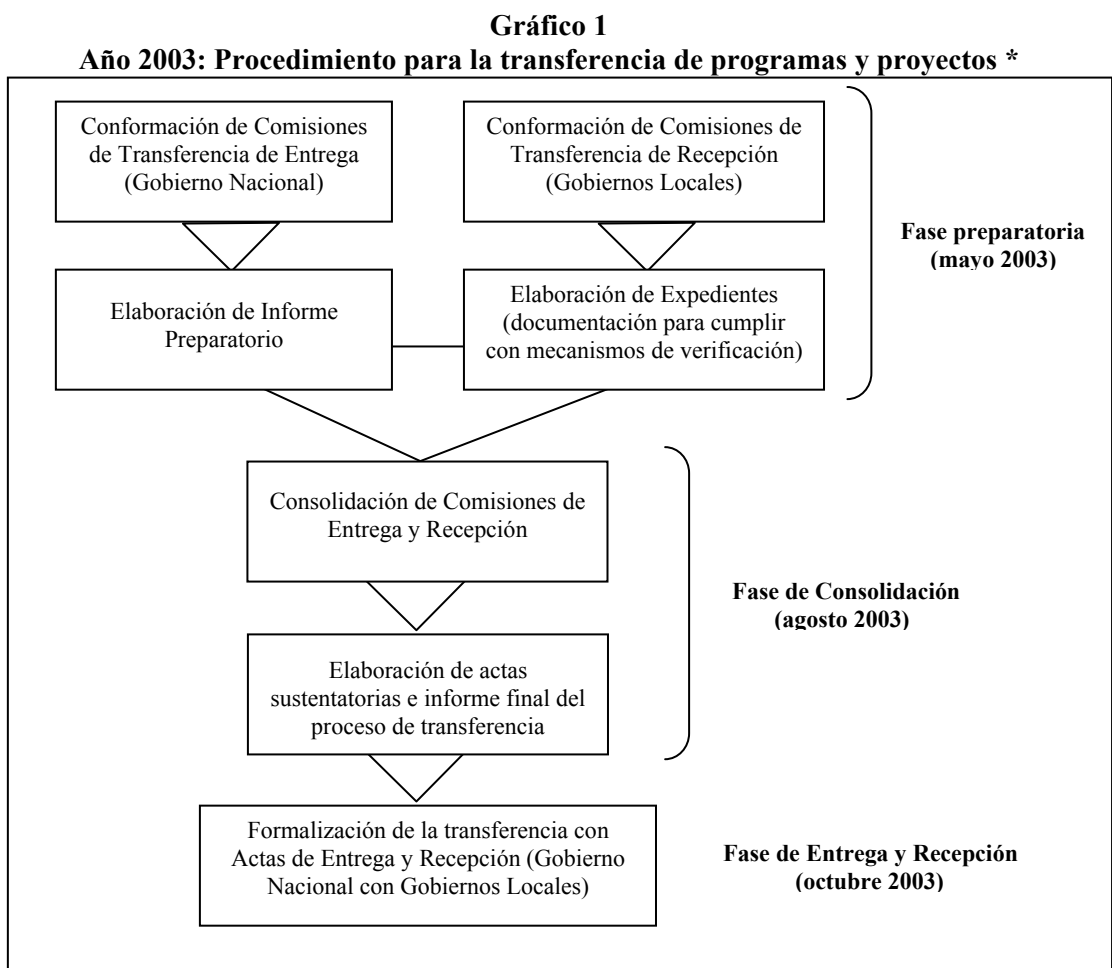 Gráfico 1
Año 2003: Procedimiento para la transferencia de programas y proyectos *
Conformación de Comisiones
de Transferencia de Entrega
(Gobierno Nacional)
Conformación de Comisiones de
Transferencia de Recepción
(Gobiernos Locales)
Fase preparatoria
(mayo 2003)
Elaboración de Informe
Preparatorio
Elaboración de Expedientes
(documentación para cumplir
con mecanismos de verificación)
Consolidación de Comisiones de
Entrega y Recepción
Fase de Consolidación
(agosto 2003)
Elaboración de actas
sustentatorias e informe final del
proceso de transferencia
Formalización de la transferencia con
Actas de Entrega y Recepción (Gobierno
Nacional con Gobiernos Locales)
Fase de Entrega y Recepción
(octubre 2003)